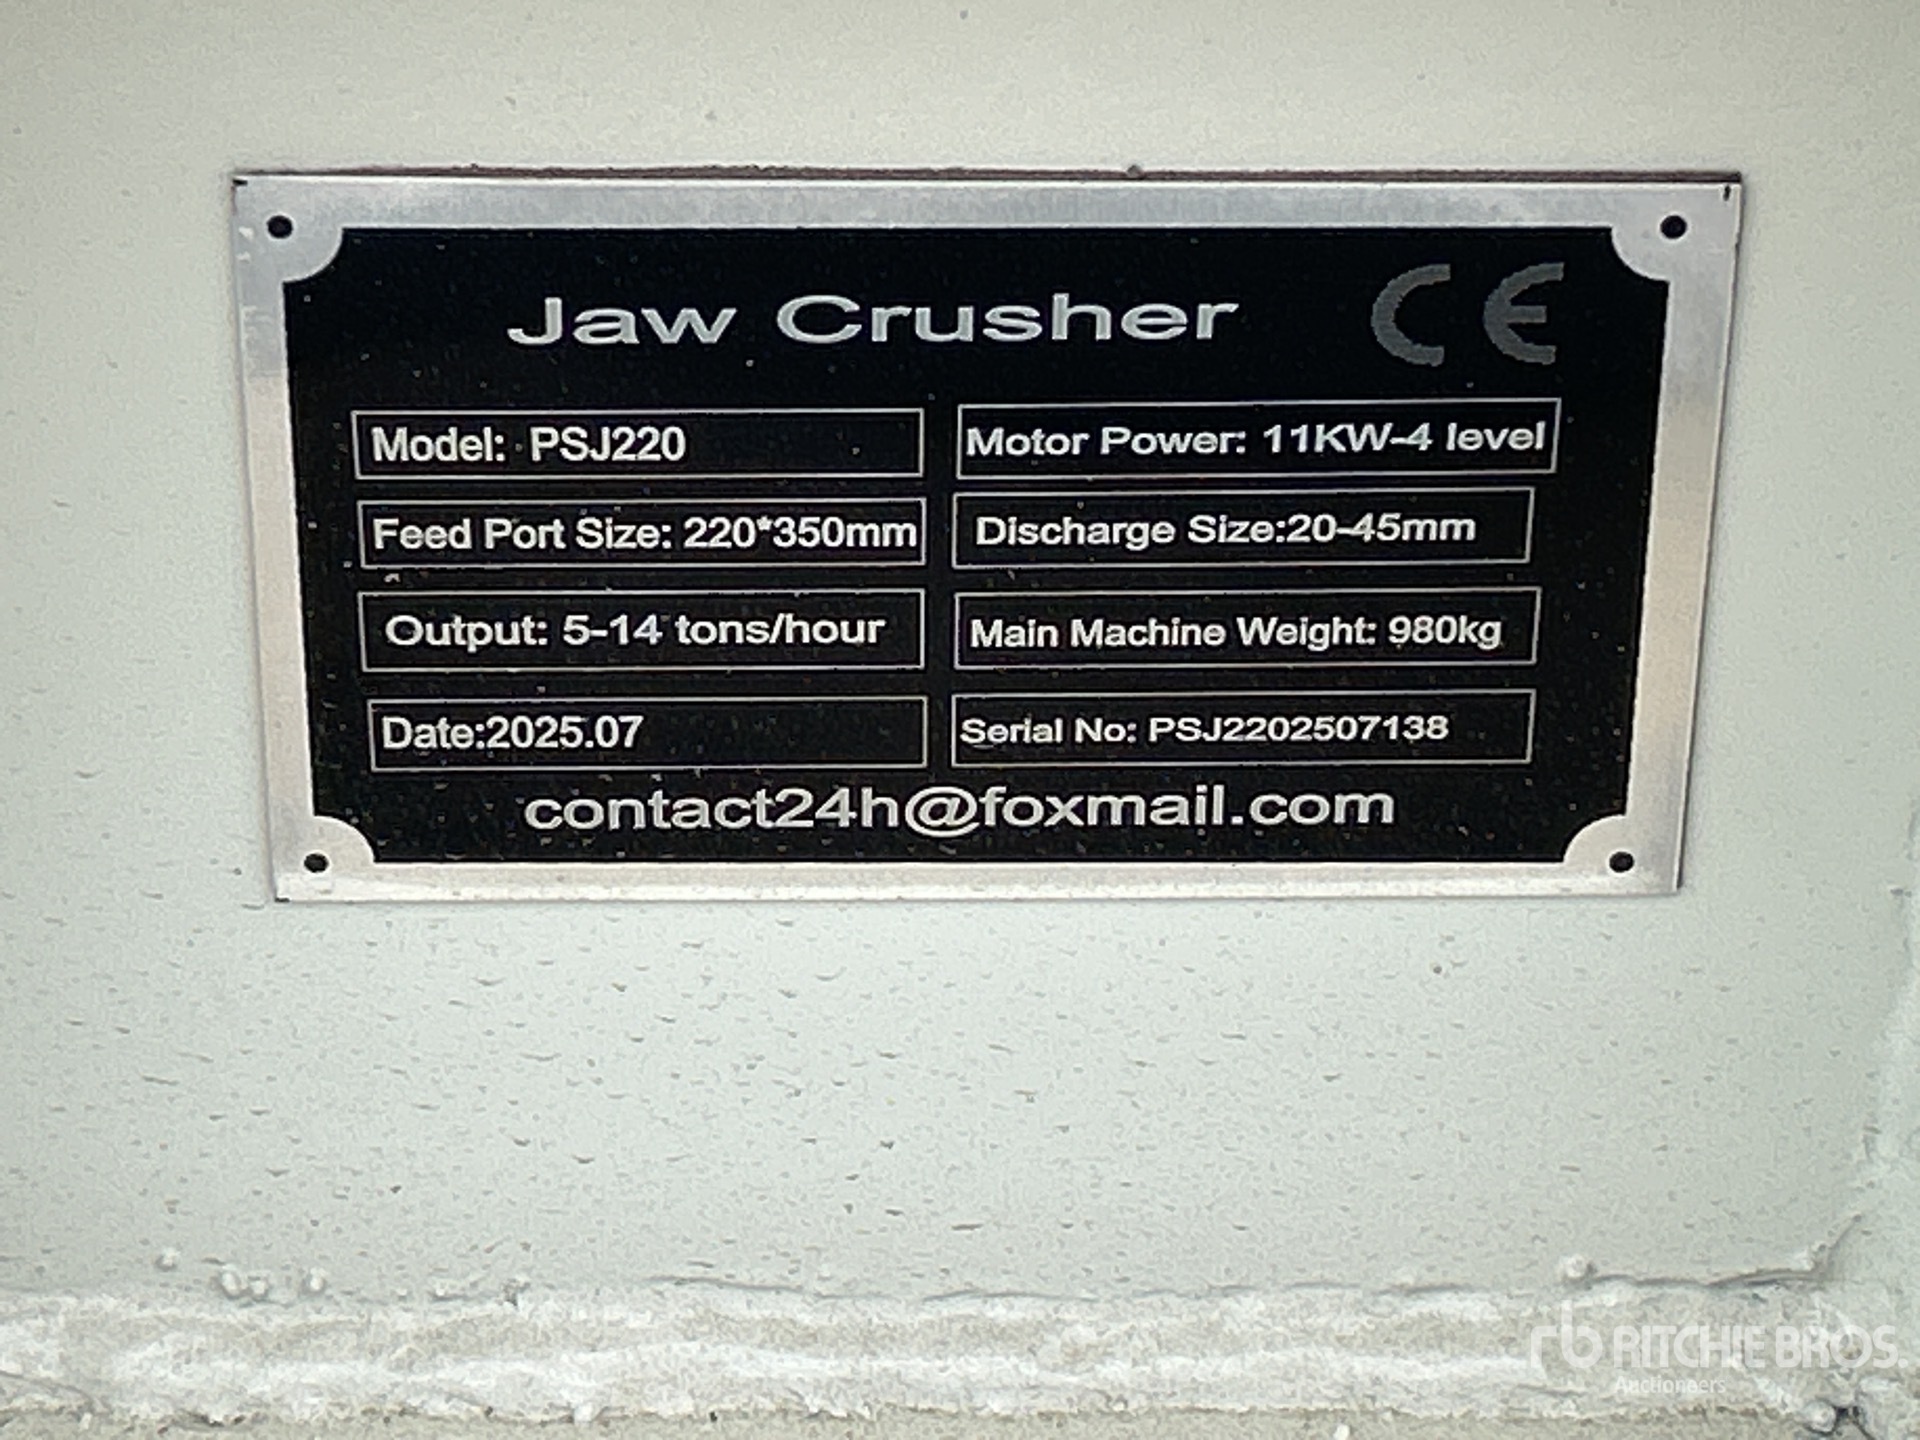 Jaw Crusher CE
Model: PSJ220
Motor Power: 11KW-4 level
Feed Port Size: 220*350mm
Discharge Size:20-45mm
Output: 5-14 tons/hour
Main Machine Weight: 980kg
Date:2025.07
Serial No: PSJ2202507138
contact24h@foxmail.com
rb RITCHIE BROS.
Auctioneers